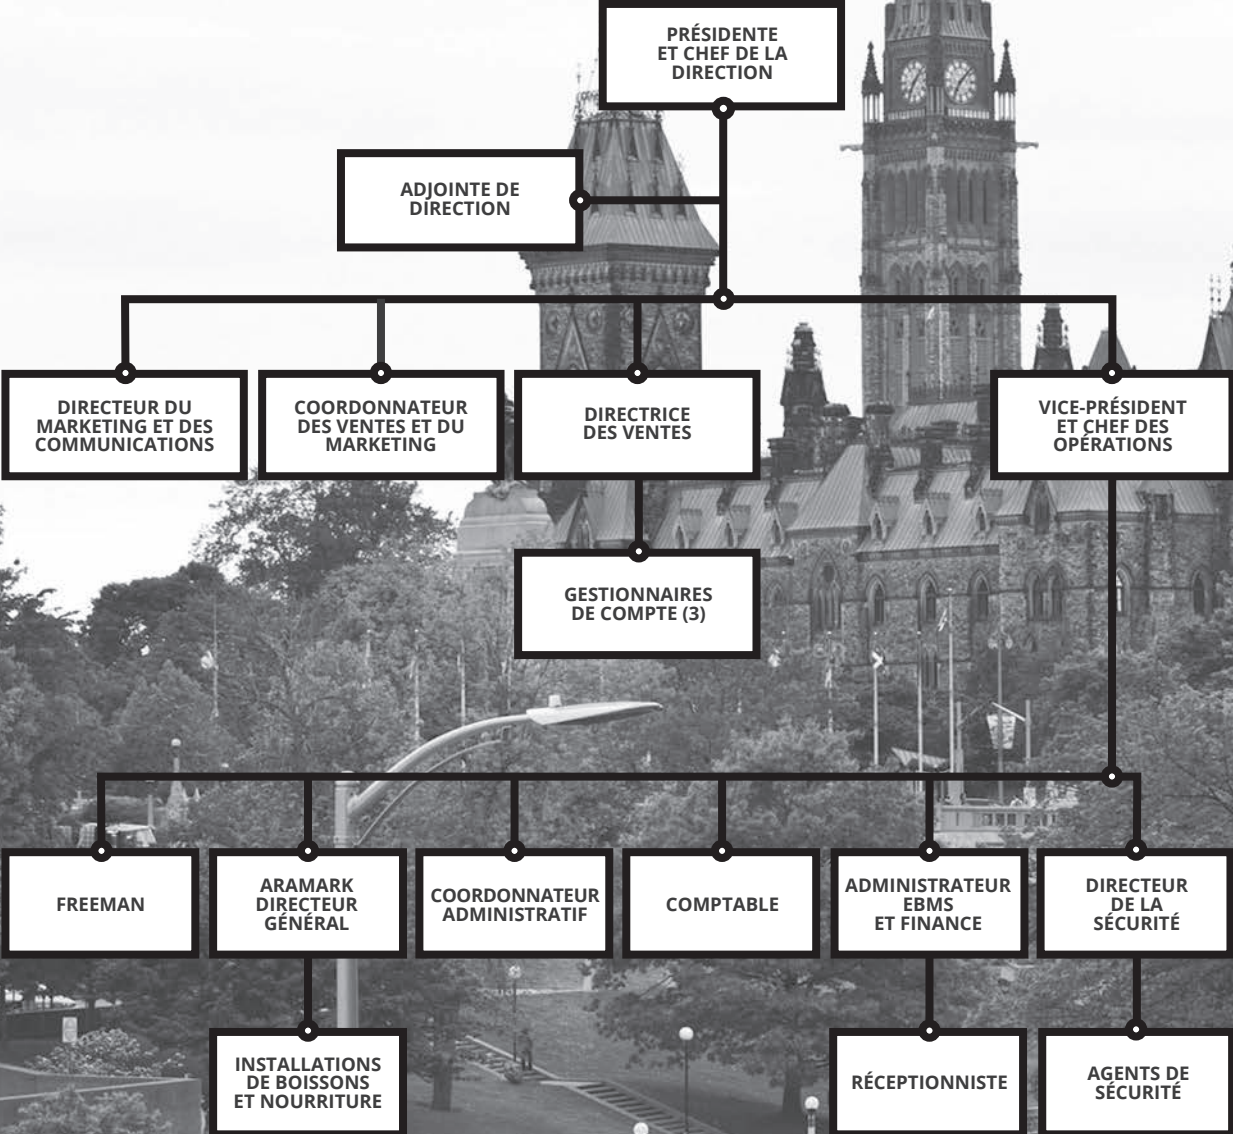 PRÉSIDENTE
ET CHEF DE LA
DIRECTION
ADJOINTE DE
DIRECTION
DIRECTEUR DU
MARKETING ET DES
COMMUNICATIONS
COORDONNATEUR
DES VENTES ET DU
MARKETING
DIRECTRICE
DES VENTES
VICE-PRÉSIDENT
ET CHEF DES
OPÉRATIONS
GESTIONNAIRES
DE COMPTE (3)
FREEMAN
ARAMARK
DIRECTEUR
GÉNÉRAL
COORDONNATEUR
ADMINISTRATIF
COMPTABLE
ADMINISTRATEUR
EBMS
ET FINANCE
DIRECTEUR
DE LA
SÉCURITÉ
INSTALLATIONS
DE BOISSONS
ET NOURRITURE
RÉCEPTIONNISTE
AGENTS DE
SÉCURITÉ